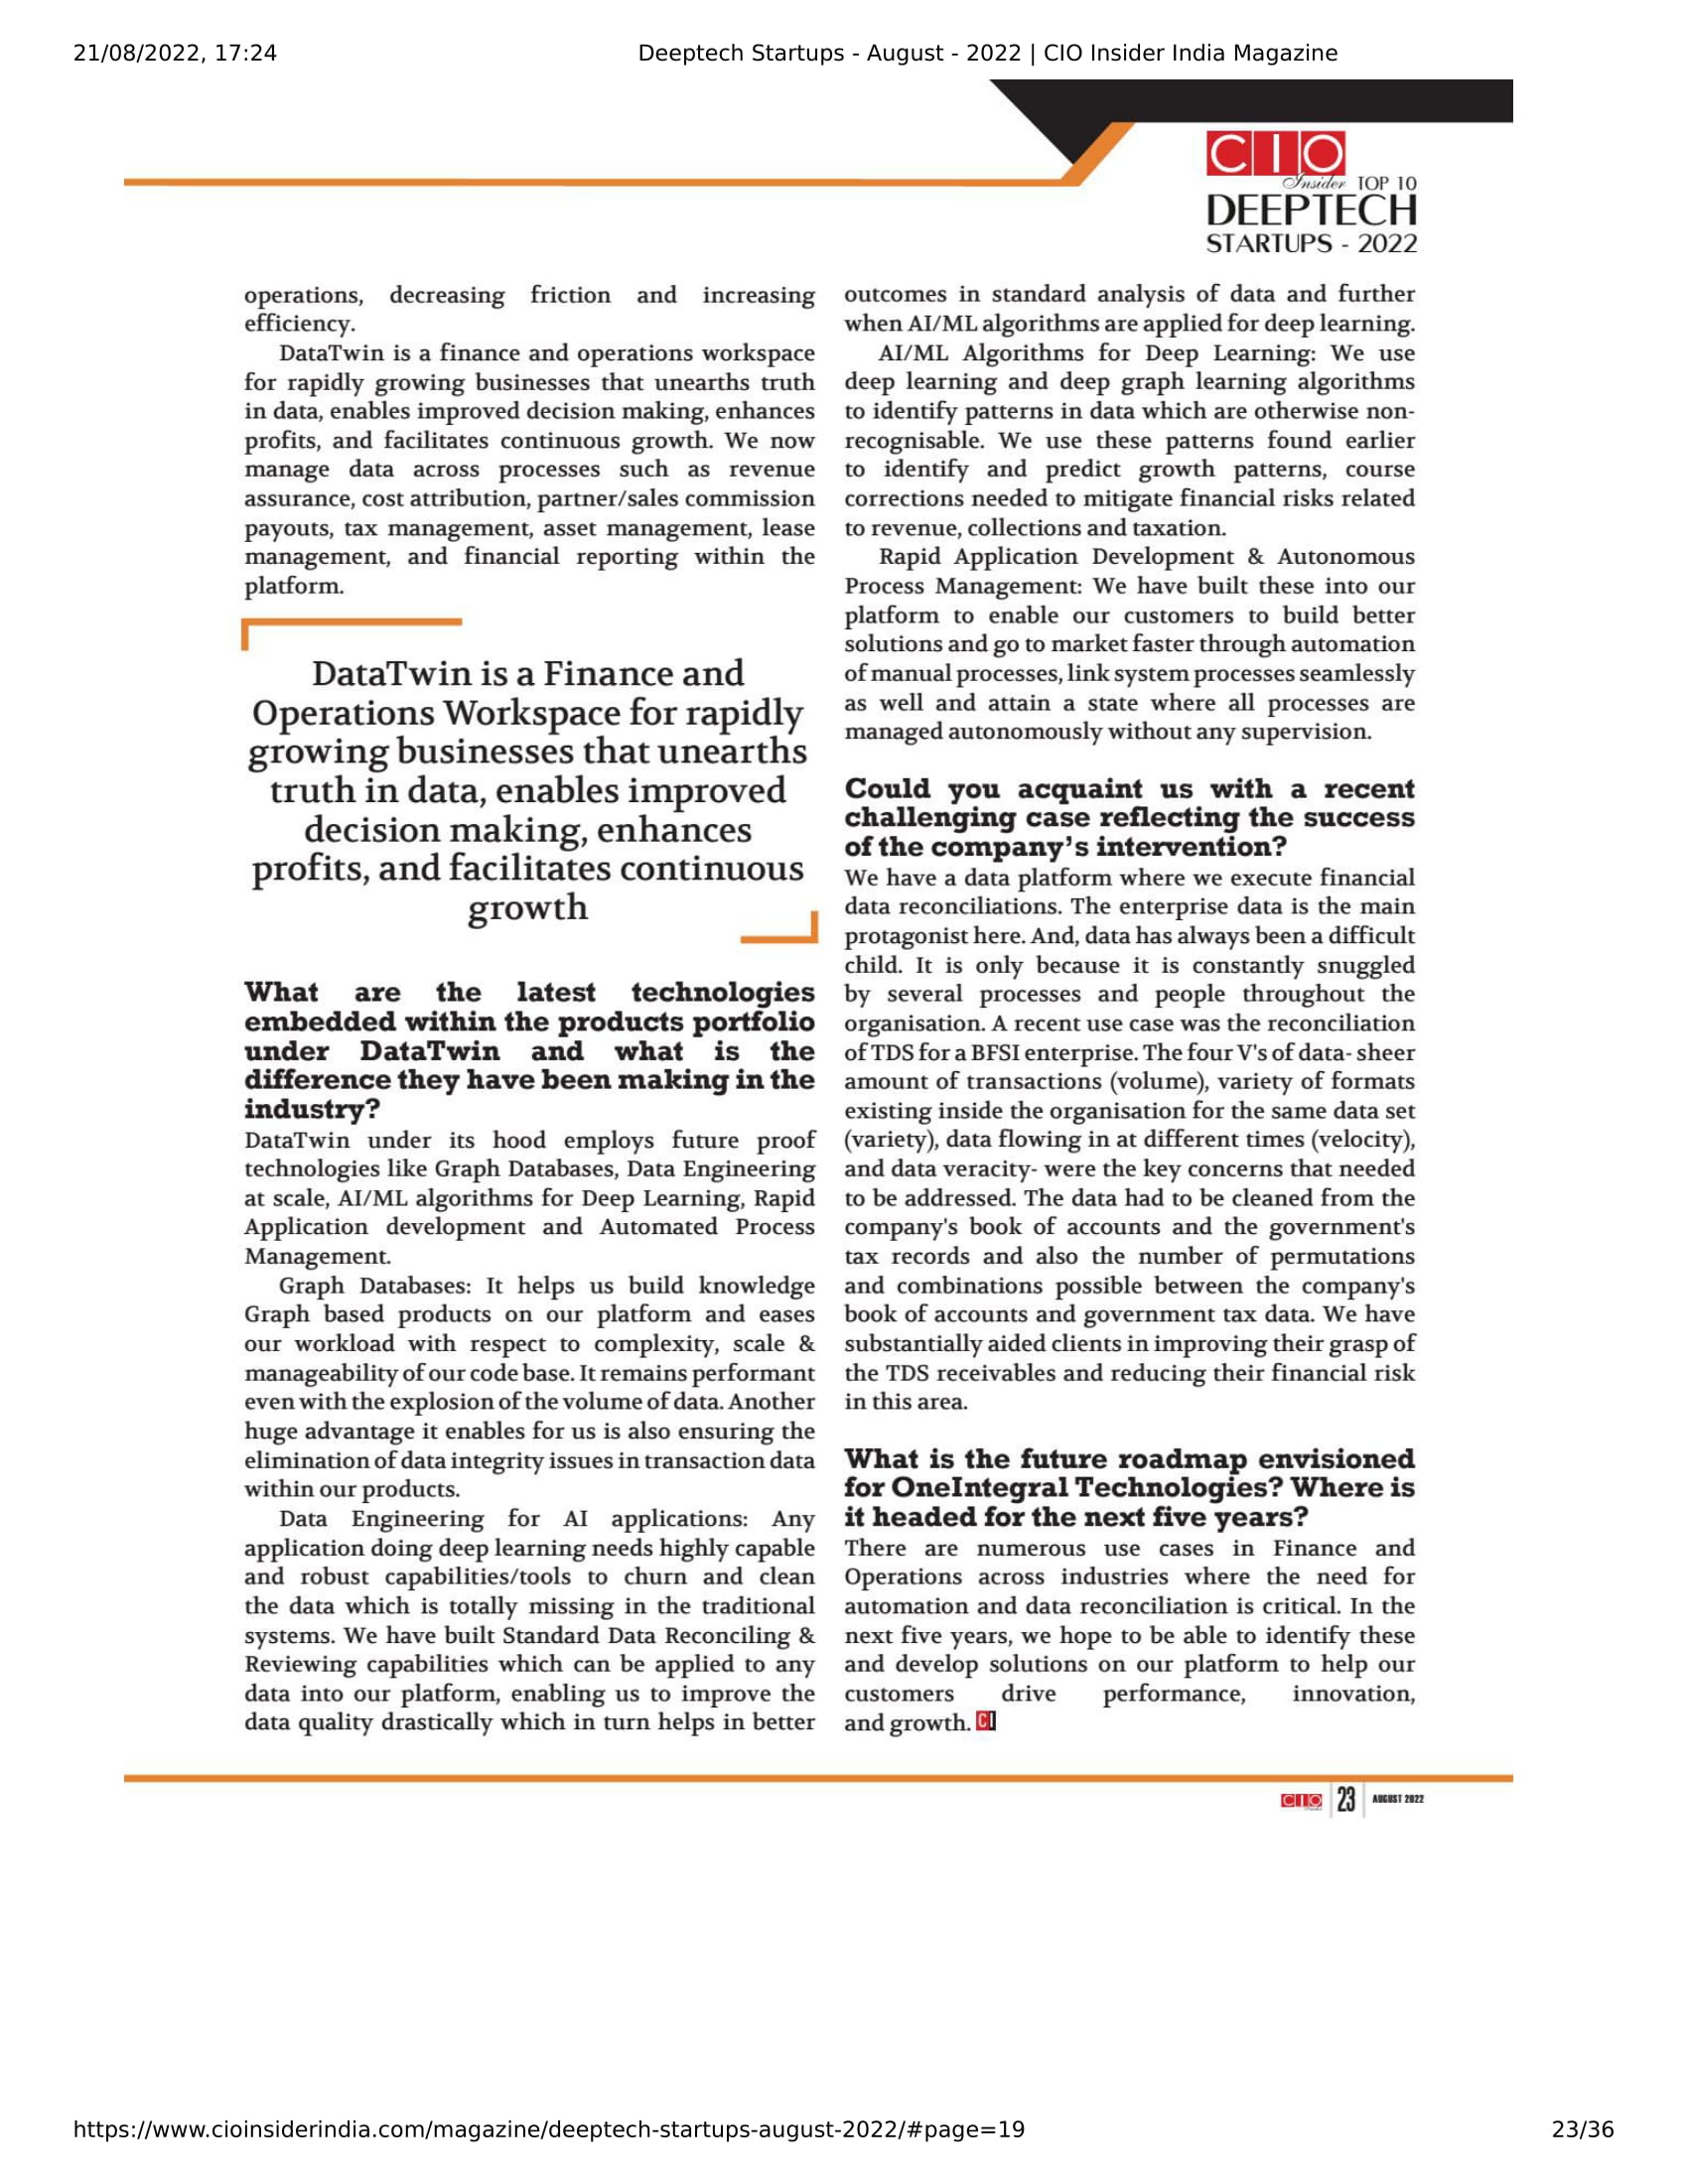 21/08/2022, 17:24
Deeptech Startups - August - 2022 | CIO Insider India Magazine
CIO
Insider TOP 10
DEEPTECH
STARTUPS - 2022
operations, decreasing friction and increasing
efficiency.
DataTwin is a finance and operations workspace
for rapidly growing businesses that unearths truth
in data, enables improved decision making, enhances
profits, and facilitates continuous growth. We now
manage data across processes such as revenue
assurance, cost attribution, partner/sales commission
payouts, tax management, asset management, lease
management, and financial reporting within the
platform.
DataTwin is a Finance and
Operations Workspace for rapidly
growing businesses that unearths
truth in data, enables improved
decision making, enhances
profits, and facilitates continuous
growth
What are the latest technologies
embedded within the products portfolio
under DataTwin and what is the
difference they have been making in the
industry?
DataTwin under its hood employs future proof
technologies like Graph Databases, Data Engineering
at scale, AI/ML algorithms for Deep Learning, Rapid
Application development and Automated Process
Management.
Graph Databases: It helps us build knowledge
Graph based products on our platform and eases
our workload with respect to complexity, scale &
manageability of our code base. It remains performant
even with the explosion of the volume of data. Another
huge advantage it enables for us is also ensuring the
elimination of data integrity issues in transaction data
within our products.
Data Engineering for AI applications: Any
application doing deep learning needs highly capable
and robust capabilities/tools to churn and clean
the data which is totally missing in the traditional
systems. We have built Standard Data Reconciling &
Reviewing capabilities which can be applied to any
data into our platform, enabling us to improve the
data quality drastically which in turn helps in better
outcomes in standard analysis of data and further
when AI/ML algorithms are applied for deep learning.
AI/ML Algorithms for Deep Learning: We use
deep learning and deep graph learning algorithms
to identify patterns in data which are otherwise non-
recognisable. We use these patterns found earlier
to identify and predict growth patterns, course
corrections needed to mitigate financial risks related
to revenue, collections and taxation.
Rapid Application Development & Autonomous
Process Management: We have built these into our
platform to enable our customers to build better
solutions and go to market faster through automation
of manual processes, link system processes seamlessly
as well and attain a state where all processes are
managed autonomously without any supervision.
Could you acquaint us with a recent
challenging case reflecting the success
of the company's intervention?
We have a data platform where we execute financial
data reconciliations. The enterprise data is the main
protagonist here. And, data has always been a difficult
child. It is only because it is constantly snuggled
by several processes and people throughout the
organisation. A recent use case was the reconciliation
of TDS for a BFSI enterprise. The four V's of data- sheer
amount of transactions (volume), variety of formats
existing inside the organisation for the same data set
(variety), data flowing in at different times (velocity),
and data veracity- were the key concerns that needed
to be addressed. The data had to be cleaned from the
company's book of accounts and the government's
tax records and also the number of permutations
and combinations possible between the company's
book of accounts and government tax data. We have
substantially aided clients in improving their grasp of
the TDS receivables and reducing their financial risk
in this area.
What is the future roadmap envisioned
for OneIntegral Technologies? Where is
it headed for the next five years?
There are numerous use cases in Finance and
Operations across industries where the need for
automation and data reconciliation is critical. In the
next five years, we hope to be able to identify these
and develop solutions on our platform to help our
customers drive performance, innovation,
and growth. CI
CIO 23 AUGUST 2022
https://www.cioinsiderindia.com/magazine/deeptech-startups-august-2022/#page=19
23/36